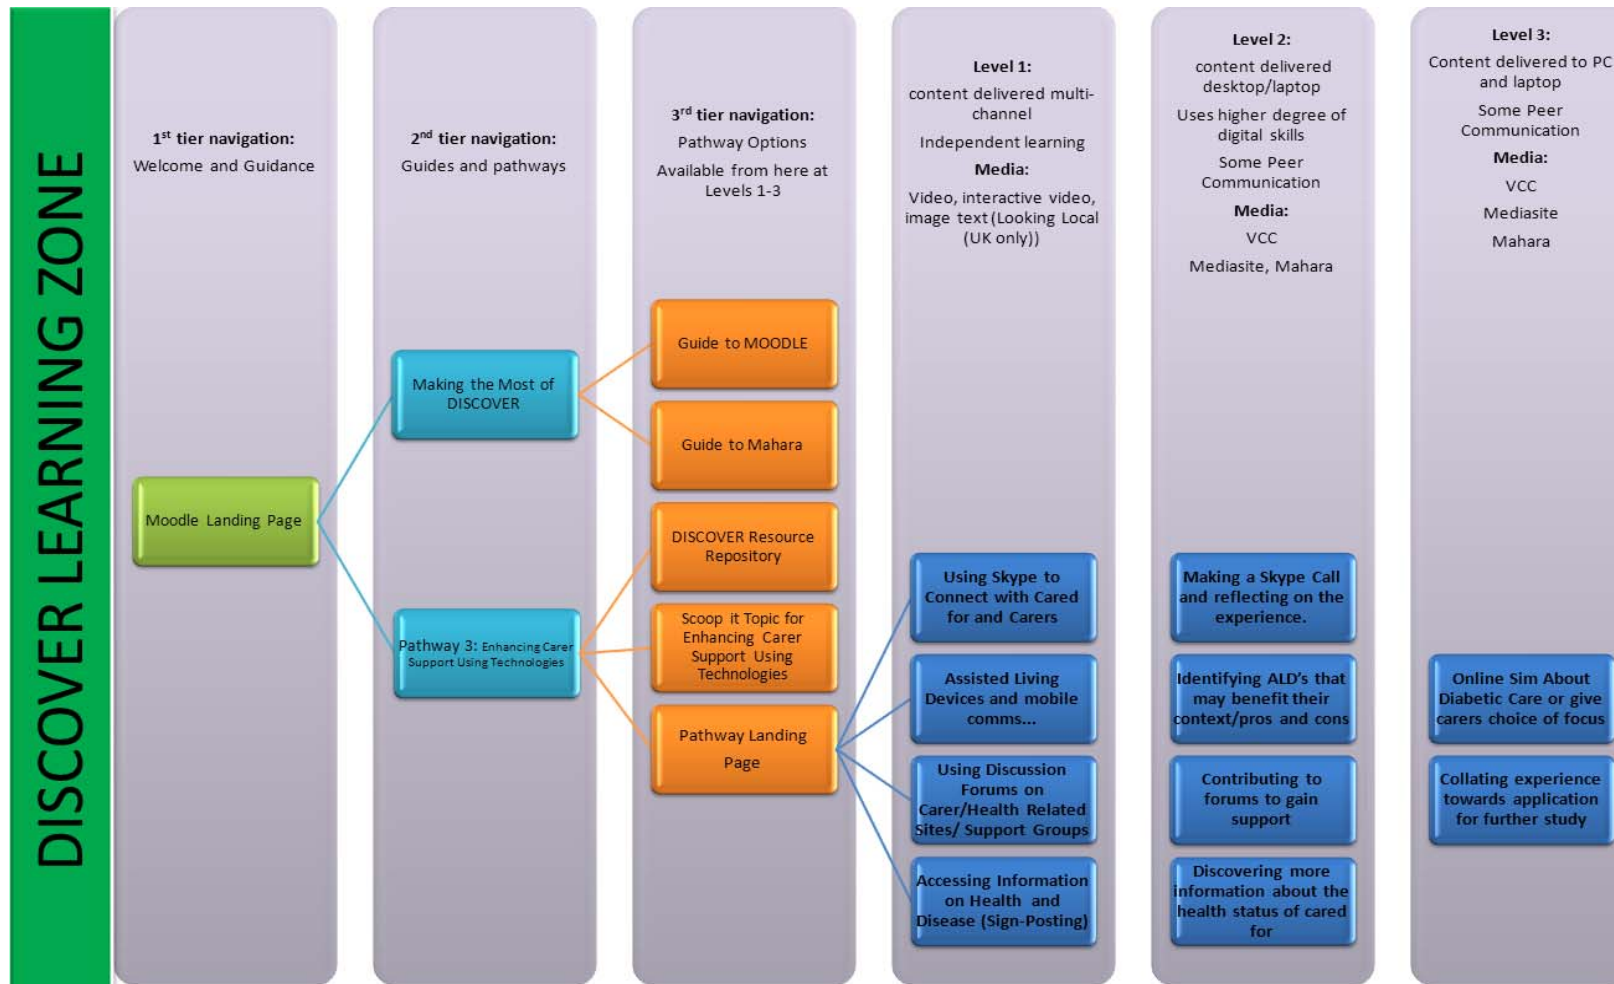 DISCOVER LEARNING ZONE
1st tier navigation:
Welcome and Guidance
Moodle Landing Page
2nd tier navigation:
Guides and pathways
Making the Most of
DISCOVER
Pathway 3: Enhancing Carer
Support Using Technologies
3rd tier navigation:
Pathway Options
Available from here at
Levels 1-3
Guide to MOODLE
Guide to Mahara
DISCOVER Resource
Repository
Scoop it Topic for
Enhancing Carer
Support Using
Technologies
Pathway Landing
Page
Level 1:
content delivered multi-
channel
Independent learning
Media:
Video, interactive video,
image text (Looking Local
(UK only))
Using Skype to
Connect with Cared
for and Carers
Assisted Living
Devices and mobile
comms...
Using Discussion
Forums on
Carer/Health Related
Sites/ Support Groups
Accessing Information
on Health and
Disease (Sign-Posting)
Level 2:
content delivered
desktop/laptop
Uses higher degree of
digital skills
Some Peer
Communication
Media:
VCC
Mediasite, Mahara
Making a Skype Call
and reflecting on the
experience.
Identifying ALD's that
may benefit their
context/pros and cons
Contributing to
forums to gain
support
Discovering more
information about the
health status of cared
for
Level 3:
Content delivered to PC
and laptop
Some Peer
Communication
Media:
VCC
Mediasite
Mahara
Online Sim About
Diabetic Care or give
carers choice of focus
Collating experience
towards application
for further study